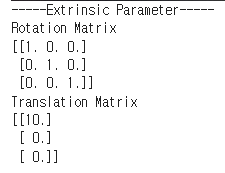 -----Extrinsic Parameter-----
Rotation Matrix
[[1. 0. 0.]
 [0. 1. 0.]
 [0. 0. 1.]]
Translation Matrix
[[10.]
 [ 0.]
 [ 0.]]